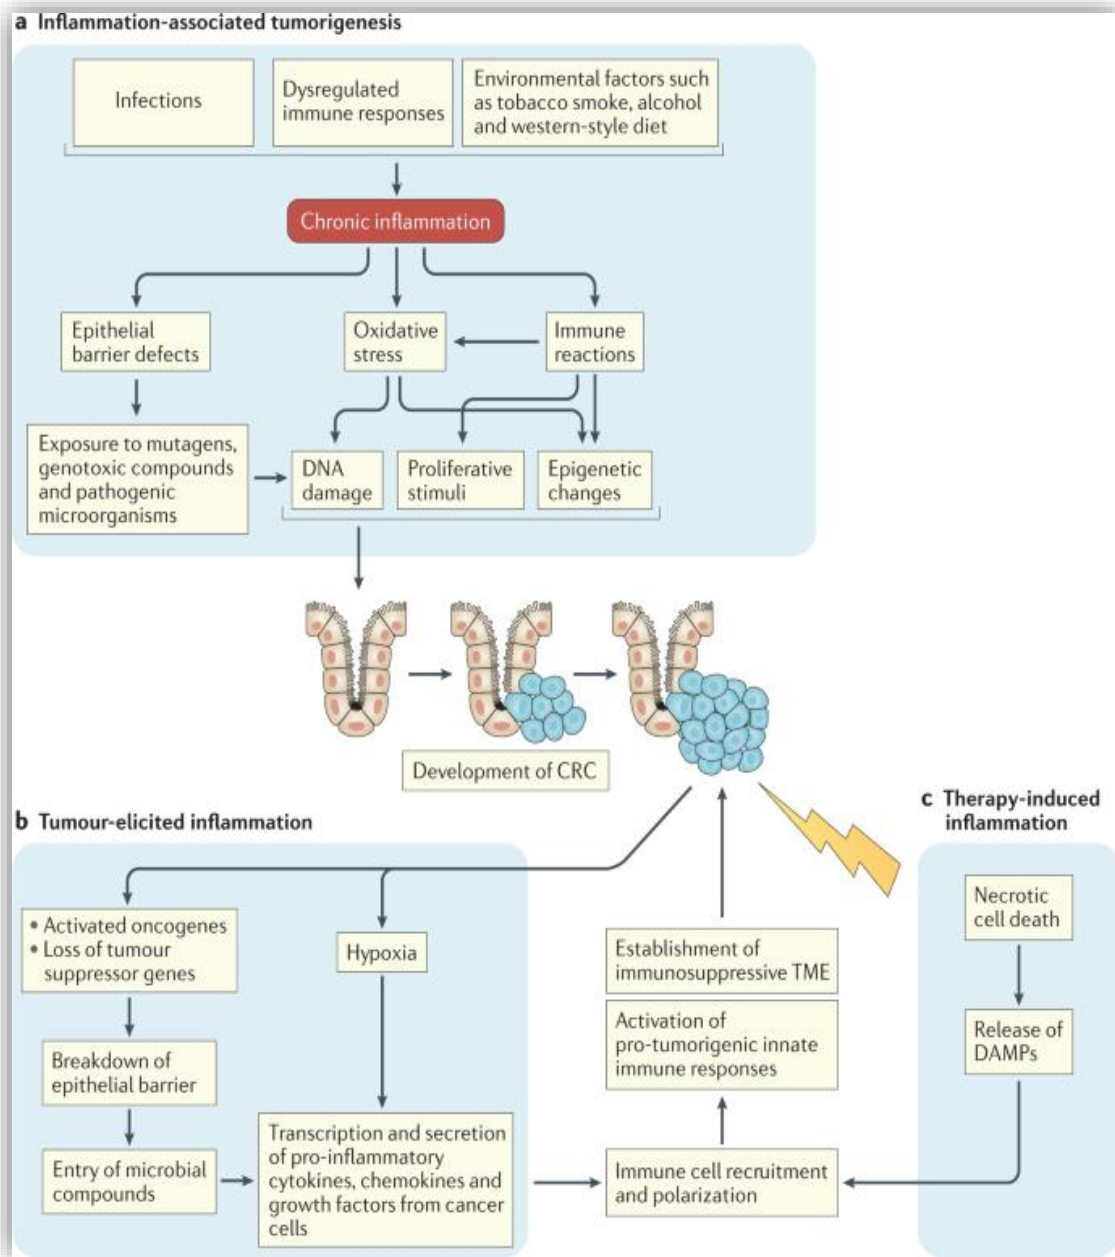 a Inflammation-associated tumorigenesis
Infections
Dysregulated
immune responses
Environmental factors such
as tobacco smoke, alcohol
and western-style diet
Chronic inflammation
Epithelial
barrier defects
Oxidative
stress
Immune
reactions
Exposure to mutagens,
genotoxic compounds
and pathogenic
microorganisms
DNA
damage
Proliferative
stimuli
Epigenetic
changes
Development of CRC
b Tumour-elicited inflammation
• Activated oncogenes
• Loss of tumour
suppressor genes
Hypoxia
Breakdown of
epithelial barrier
Entry of microbial
compounds
Transcription and secretion
of pro-inflammatory
cytokines, chemokines and
growth factors from cancer
cells
Establishment of
immunosuppressive TME
Activation of
pro-tumorigenic innate
immune responses
Immune cell recruitment
and polarization
c Therapy-induced
inflammation
Necrotic
cell death
Release of
DAMPs